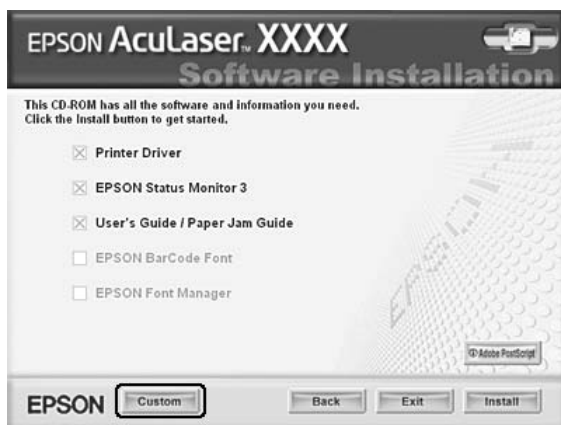 EPSON AcuLaser™ XXXX
Software Installation
This CD-ROM has all the software and information you need.
Click the Install button to get started.
Printer Driver
EPSON Status Monitor 3
User's Guide / Paper Jam Guide
EPSON BarCode Font
EPSON Font Manager
EPSON
Adobe PostScript
EPSON
Custom
Back
Exit
Install